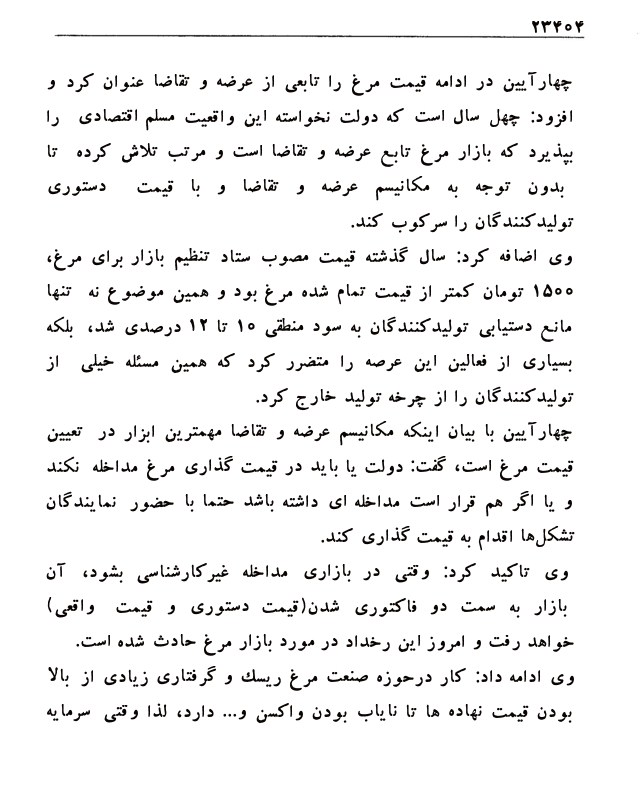 ۲۳۴۰۴
چهارآیین در ادامه قیمت مرغ را تابعی از عرضه و تقاضا عنوان کرد و
افزود: چهل سال است که دولت نخواسته این واقعیت مسلم اقتصادی را
بپذیرد که بازار مرغ تابع عرضه و تقاضا است و مرتب تلاش کرده تا
بدون توجه به مکانیسم عرضه و تقاضا و با قیمت دستوری
تولیدکنندگان را سرکوب کند.
وی اضافه کرد: سال گذشته قیمت مصوب ستاد تنظیم بازار برای مرغ،
۱۵۰۰ تومان کمتر از قیمت تمام شده مرغ بود و همین موضوع نه تنها
مانع دستیابی تولیدکنندگان به سود منطقی ۱۰ تا ۱۲ درصدی شد، بلکه
بسیاری از فعالین این عرصه را متضرر کرد که همین مسئله خیلی از
تولیدکنندگان را از چرخه تولید خارج کرد.
چهارآیین با بیان اینکه مکانیسم عرضه و تقاضا مهمترین ابزار در تعیین
قیمت مرغ است، گفت: دولت یا باید در قیمت گذاری مرغ مداخله نکند
و یا اگر هم قرار است مداخله ای داشته باشد حتما با حضور نمایندگان
تشکل‌ها اقدام به قیمت گذاری کند.
وی تاکید کرد: وقتی در بازاری مداخله غیرکارشناسی بشود، آن
بازار به سمت دو فاکتوری شدن(قیمت دستوری و قیمت واقعی)
خواهد رفت و امروز این رخداد در مورد بازار مرغ حادث شده است.
وی ادامه داد: کار درحوزه صنعت مرغ ریسك و گرفتاری زیادی از بالا
بودن قیمت نهاده ها تا نایاب بودن واکسن و... دارد، لذا وقتی سرمایه